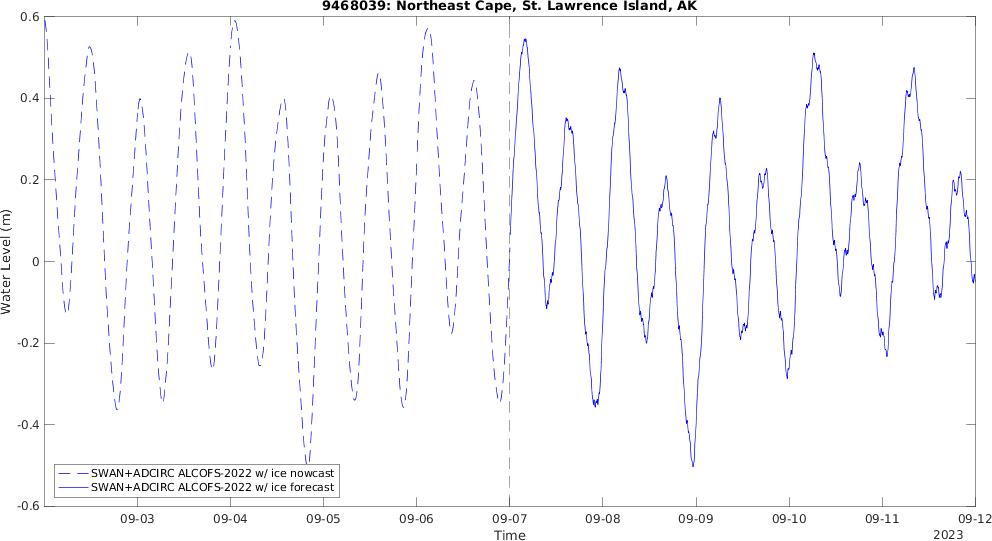 9468039: Northeast Cape, St. Lawrence Island, AK
0.6
0.4
0.2
0
-0.2
-0.4
-0.6
Water Level (m)
SWAN+ADCIRC ALCOFS-2022 w/ ice nowcast
SWAN+ADCIRC ALCOFS-2022 w/ ice forecast
09-03 09-04 09-05 09-06 09-07 09-08 09-09 09-10 09-11 09-12
Time
2023